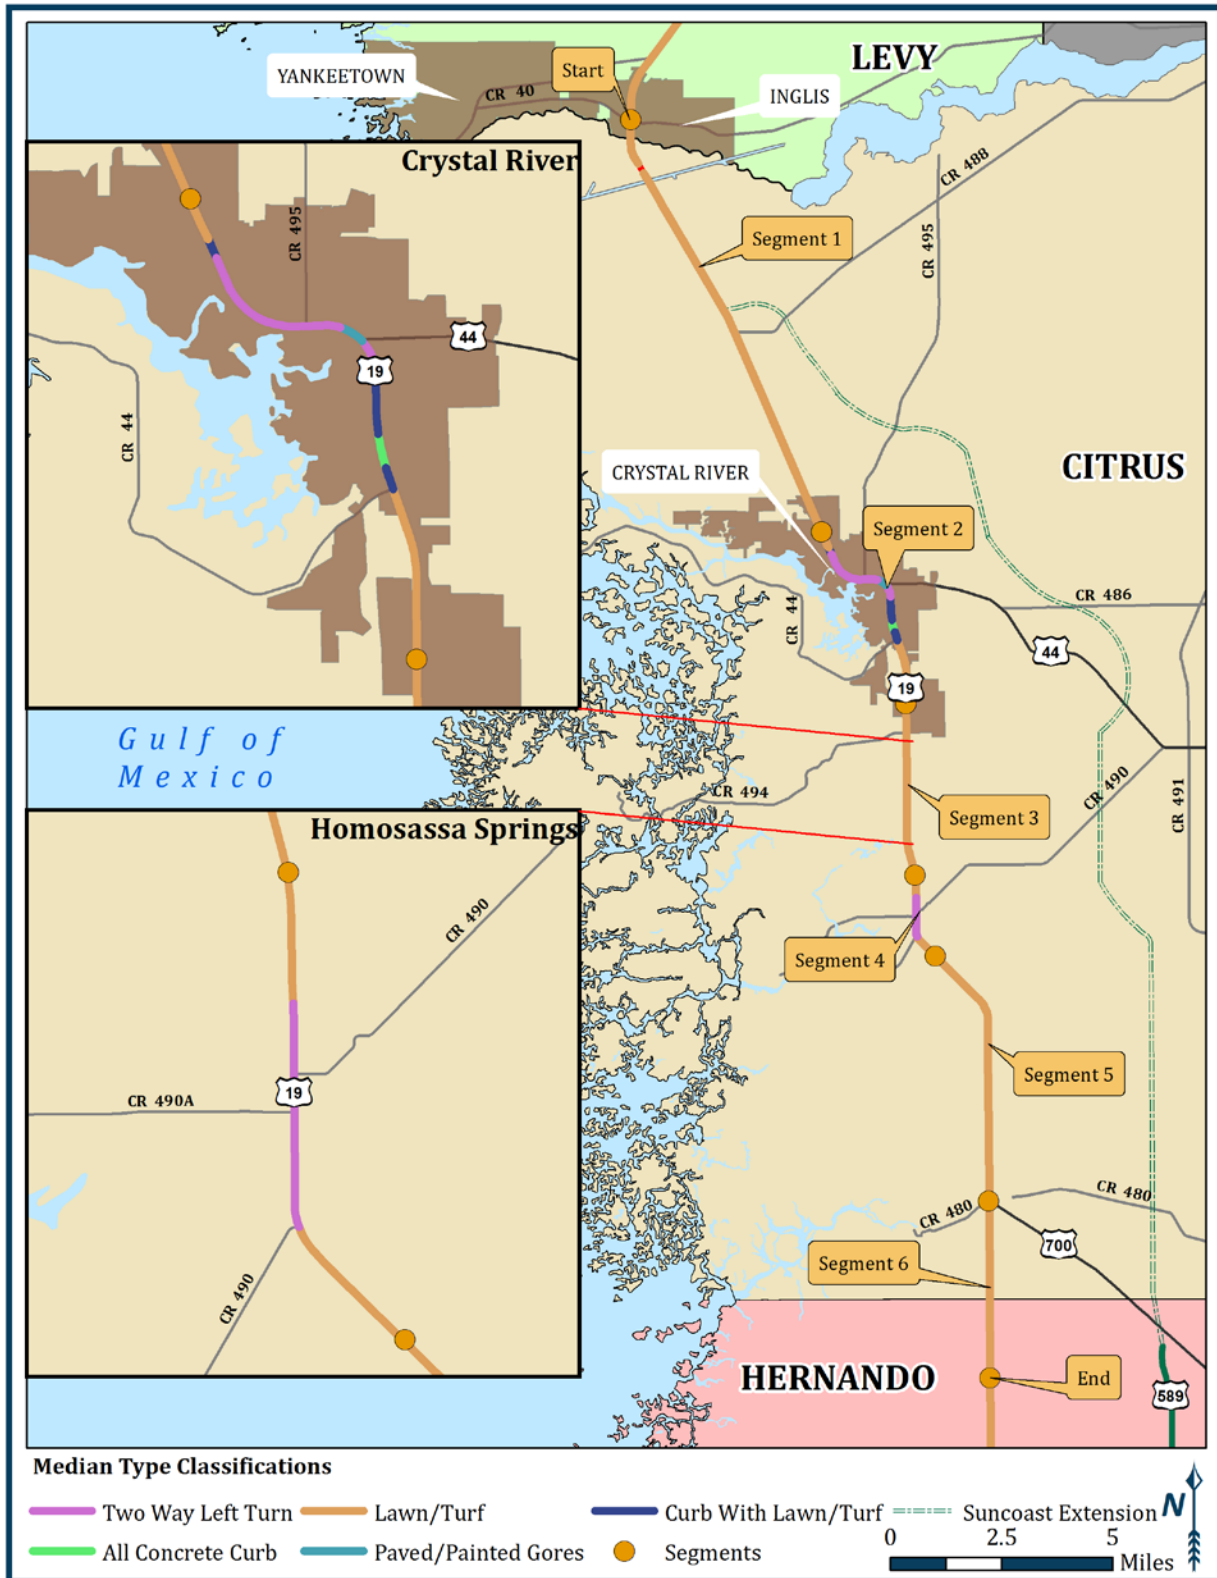 LEVY
YANKEETOWN
Start
CR 40
INGLIS
Crystal River
CR 488
CR 495
CR 495
Segment 1
44
19
CR 44
CITRUS
CRYSTAL RIVER
Segment 2
CR 44
CR 486
44
19
Gulf of
Mexico
CR 494
CR 490
CR 491
Segment 3
Homosassa Springs
CR 490
Segment 4
CR 490A
19
Segment 5
CR 490
CR 480
CR 480
700
Segment 6
HERNANDO
End
589
Median Type Classifications
Two Way Left Turn
Lawn/Turf
Curb With Lawn/Turf
Suncoast Extension
N
All Concrete Curb
Paved/Painted Gores
Segments
0 2.5 5
Miles